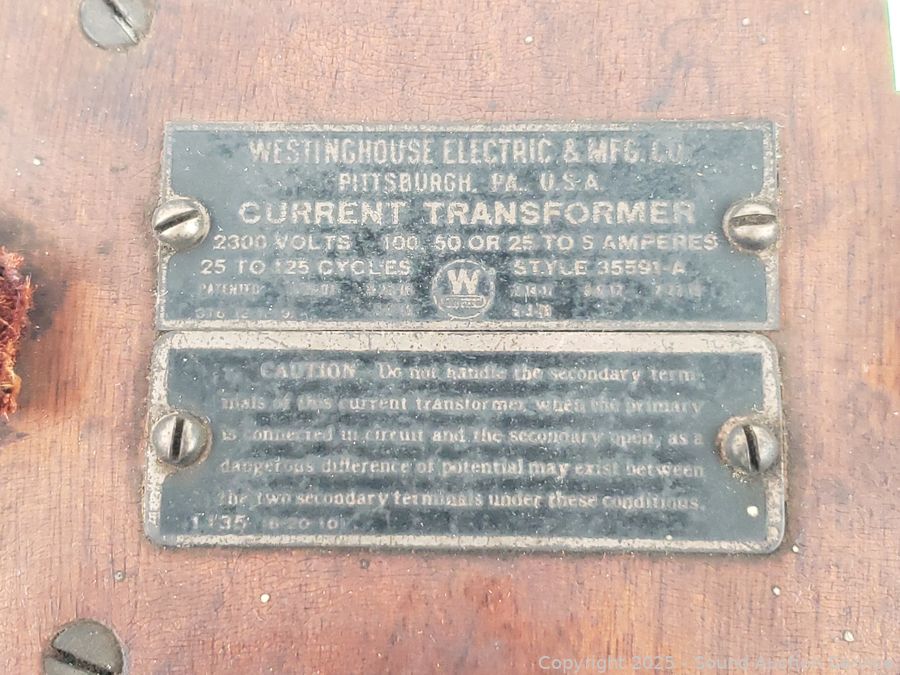 WESTINGHOUSE ELECTRIC & MFG. CO.
PITTSBURGH, PA., U.S.A.
CURRENT TRANSFORMER
2300 VOLTS 100, 50 OR 25 TO 5 AMPERES
25 TO 125 CYCLES STYLE 35591-A
W
PATENTED
CAUTION Do not handle the secondary term-
inals of this current transformer when the primary
is connected in circuit and the secondary open, as a
dangerous difference of potential may exist between
the two secondary terminals under these conditions.
Copyright 2025 - Sound Auction Service